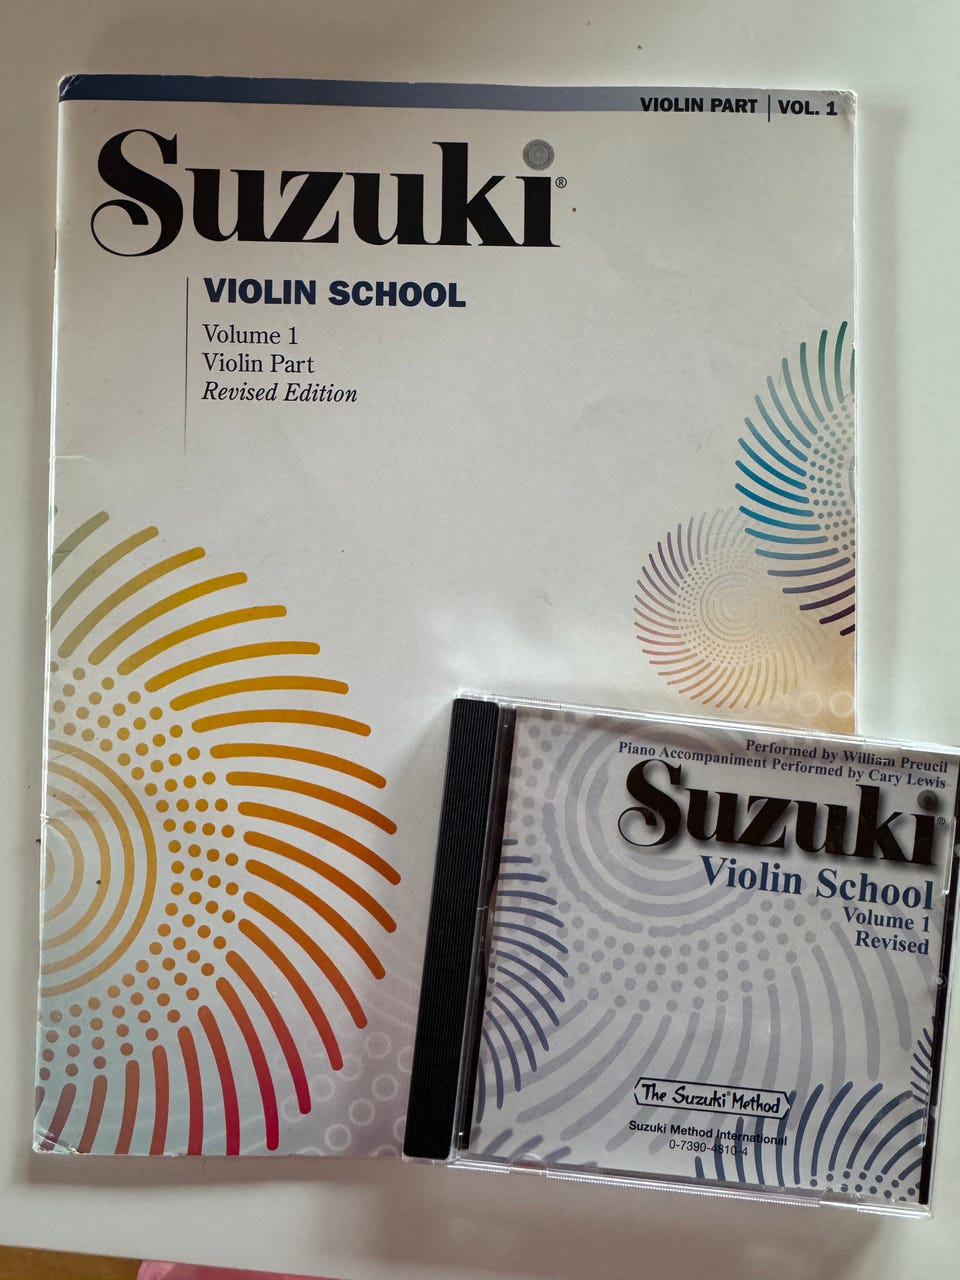 VIOLIN PART | VOL. 1
Suzuki®
VIOLIN SCHOOL
Volume 1
Violin Part
Revised Edition
Performed by William Preucil
Piano Accompaniment Performed by Cary Lewis
Suzuki®
Violin School
Volume 1
Revised
The Suzuki® Method
Suzuki Method International
0-7390-4810-4